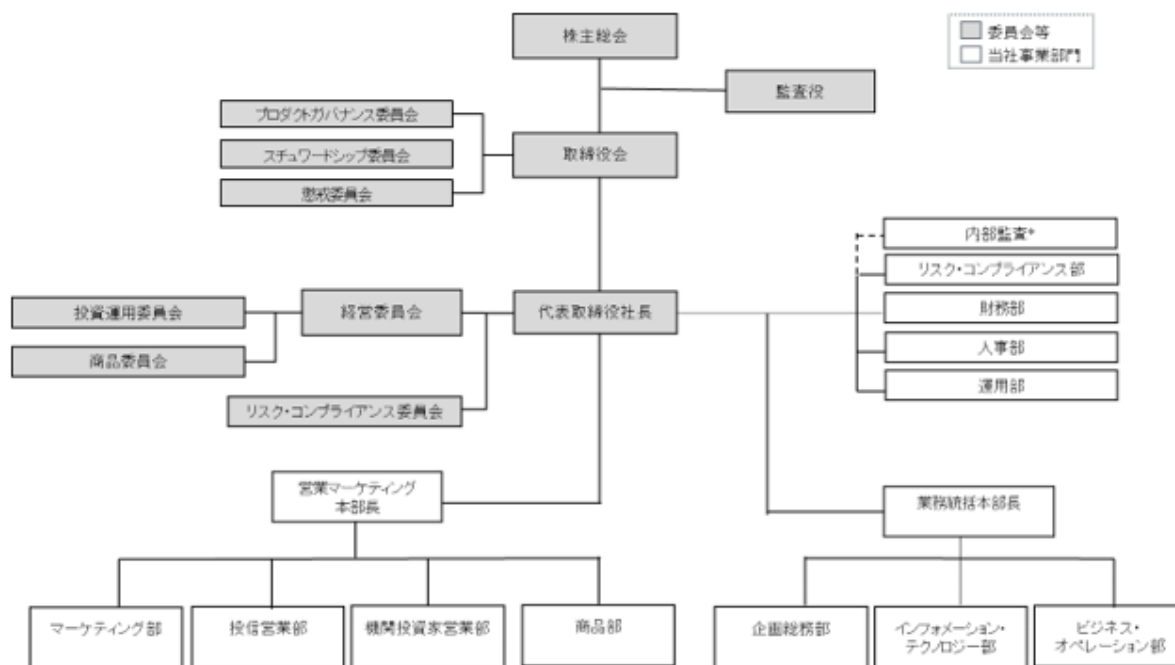 株主総会
委員会等
当社事業部門
監査役
プロダクトガバナンス委員会
スチュワードシップ委員会
懲戒委員会
取締役会
内部監査*
リスク・コンプライアンス部
財務部
人事部
運用部
投資運用委員会
商品委員会
経営委員会
代表取締役社長
リスク・コンプライアンス委員会
営業マーケティング
本部長
業務統括本部長
マーケティング部
投信営業部
機関投資家営業部
商品部
企画総務部
インフォメーション・
テクノロジー部
ビジネス・
オペレーション部